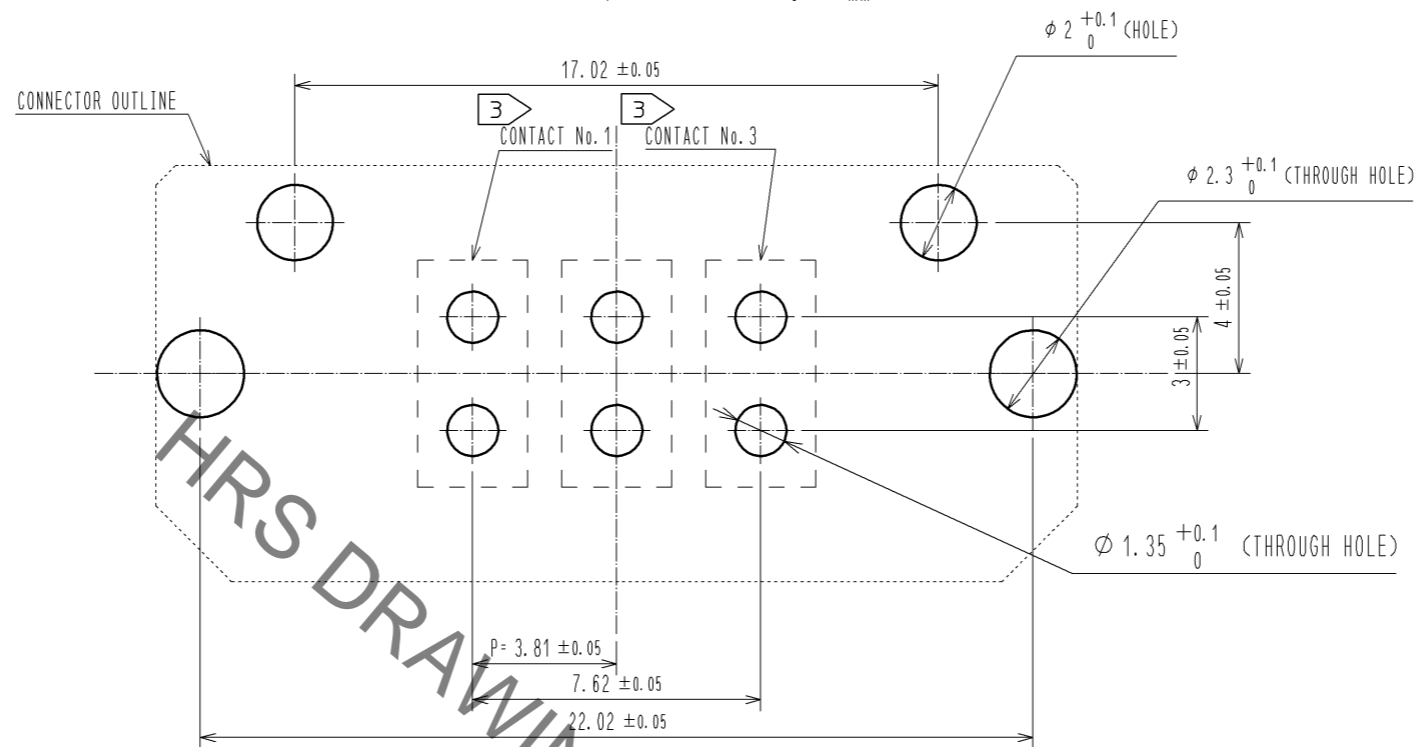 φ 2 +0.1 0 (HOLE)
17.02 ±0.05
CONNECTOR OUTLINE
3 3
CONTACT No.1 CONTACT No.3
φ 2.3 +0.1 0 (THROUGH HOLE)
4 ±0.05
3 ±0.05
Ø 1.35 +0.1 0 (THROUGH HOLE)
P= 3.81 ±0.05
7.62 ±0.05
22.02 ±0.05
HRS DRAWIN